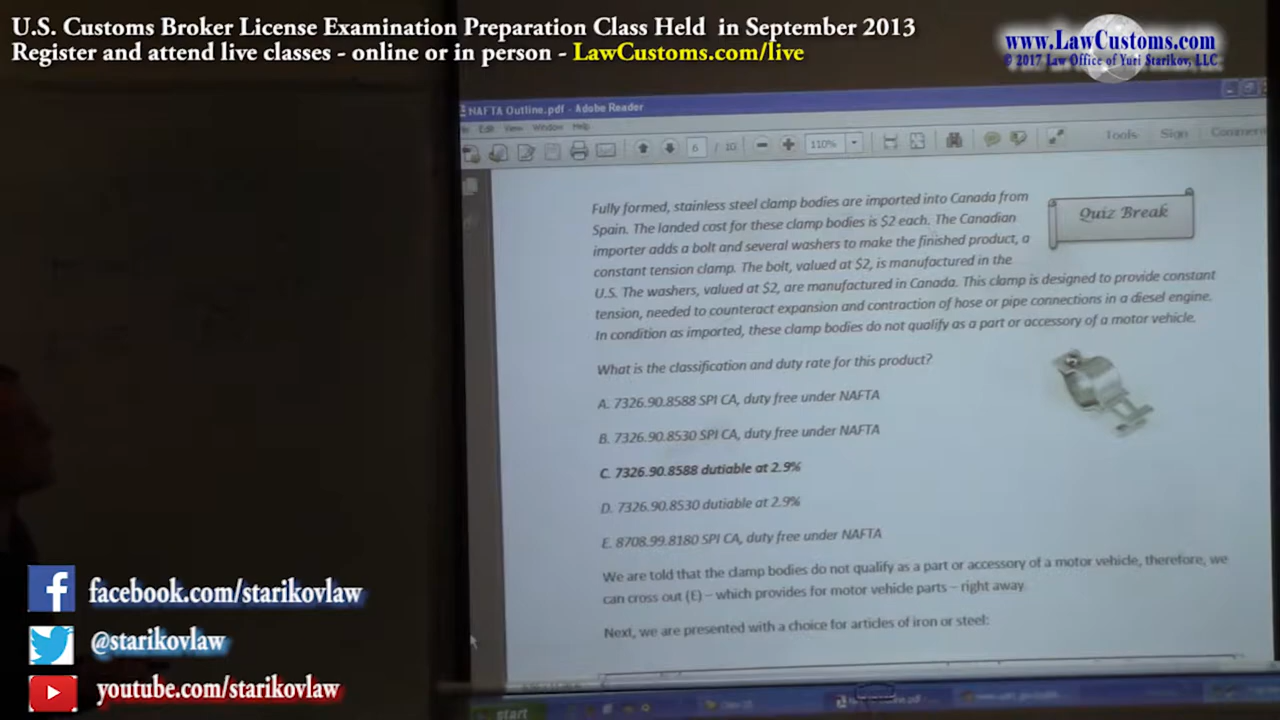 U.S. Customs Broker License Examination Preparation Class Held in September 2013
Register and attend live classes - online or in person - LawCustoms.com/live
www.LawCustoms.com
© 2017 Law Office of Yuri Starikov, LLC
NAFTA Outline.pdf - Adobe Reader
Edit View Window Help
6 / 10 110% Tools Sign Comment
Quiz Break
Fully formed, stainless steel clamp bodies are imported into Canada from
Spain. The landed cost for these clamp bodies is $2 each. The Canadian
importer adds a bolt and several washers to make the finished product, a
constant tension clamp. The bolt, valued at $2, is manufactured in the
U.S. The washers, valued at $2, are manufactured in Canada. This clamp is designed to provide constant
tension, needed to counteract expansion and contraction of hose or pipe connections in a diesel engine.
In condition as imported, these clamp bodies do not qualify as a part or accessory of a motor vehicle.
What is the classification and duty rate for this product?
A. 7326.90.8588 SPI CA, duty free under NAFTA
B. 7326.90.8530 SPI CA, duty free under NAFTA
C. 7326.90.8588 dutiable at 2.9%
D. 7326.90.8530 dutiable at 2.9%
E. 8708.99.8180 SPI CA, duty free under NAFTA
We are told that the clamp bodies do not qualify as a part or accessory of a motor vehicle, therefore, we
can cross out (E) – which provides for motor vehicle parts – right away.
Next, we are presented with a choice for articles of iron or steel:
facebook.com/starikovlaw
@starikovlaw
youtube.com/starikovlaw
start